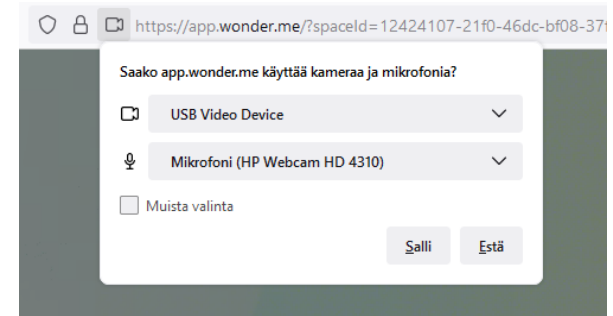 https://app.wonder.me/?spaceId=12424107-21f0-46dc-bf08-37
Saako app.wonder.me käyttää kameraa ja mikrofonia?
USB Video Device
Mikrofoni (HP Webcam HD 4310)
Muista valinta
Salli Estä